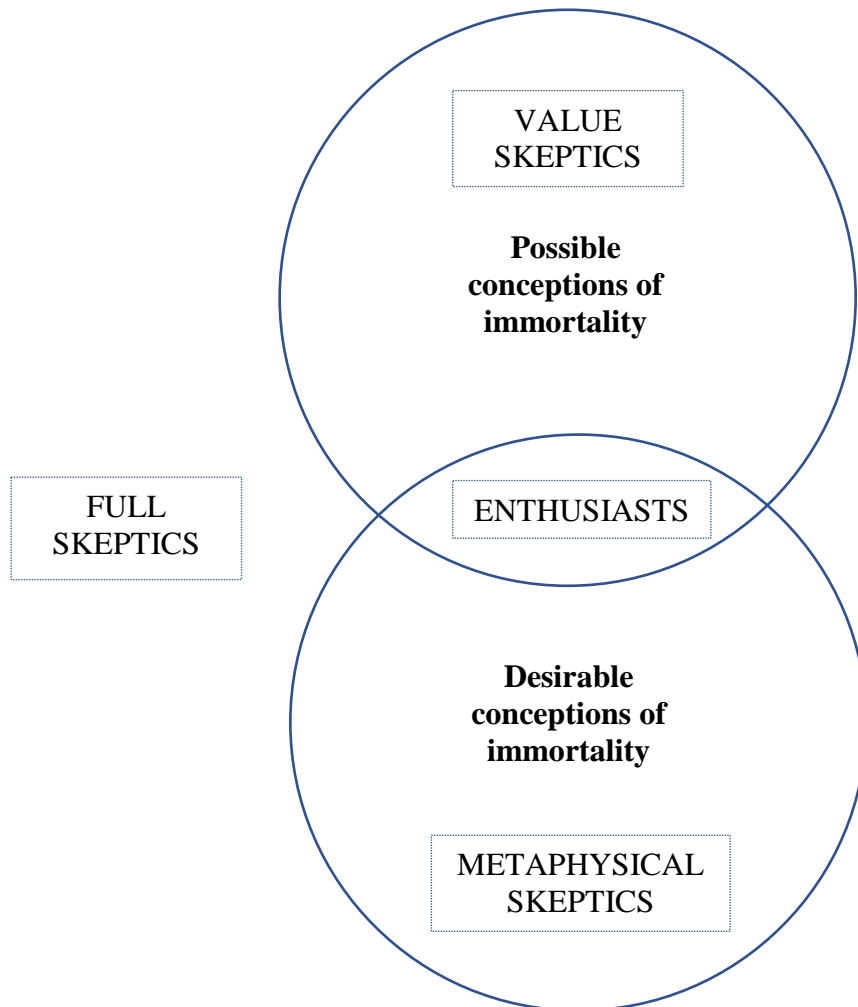 VALUE
SKEPTICS
Possible
conceptions of
immortality
FULL
SKEPTICS
ENTHUSIASTS
Desirable
conceptions of
immortality
METAPHYSICAL
SKEPTICS